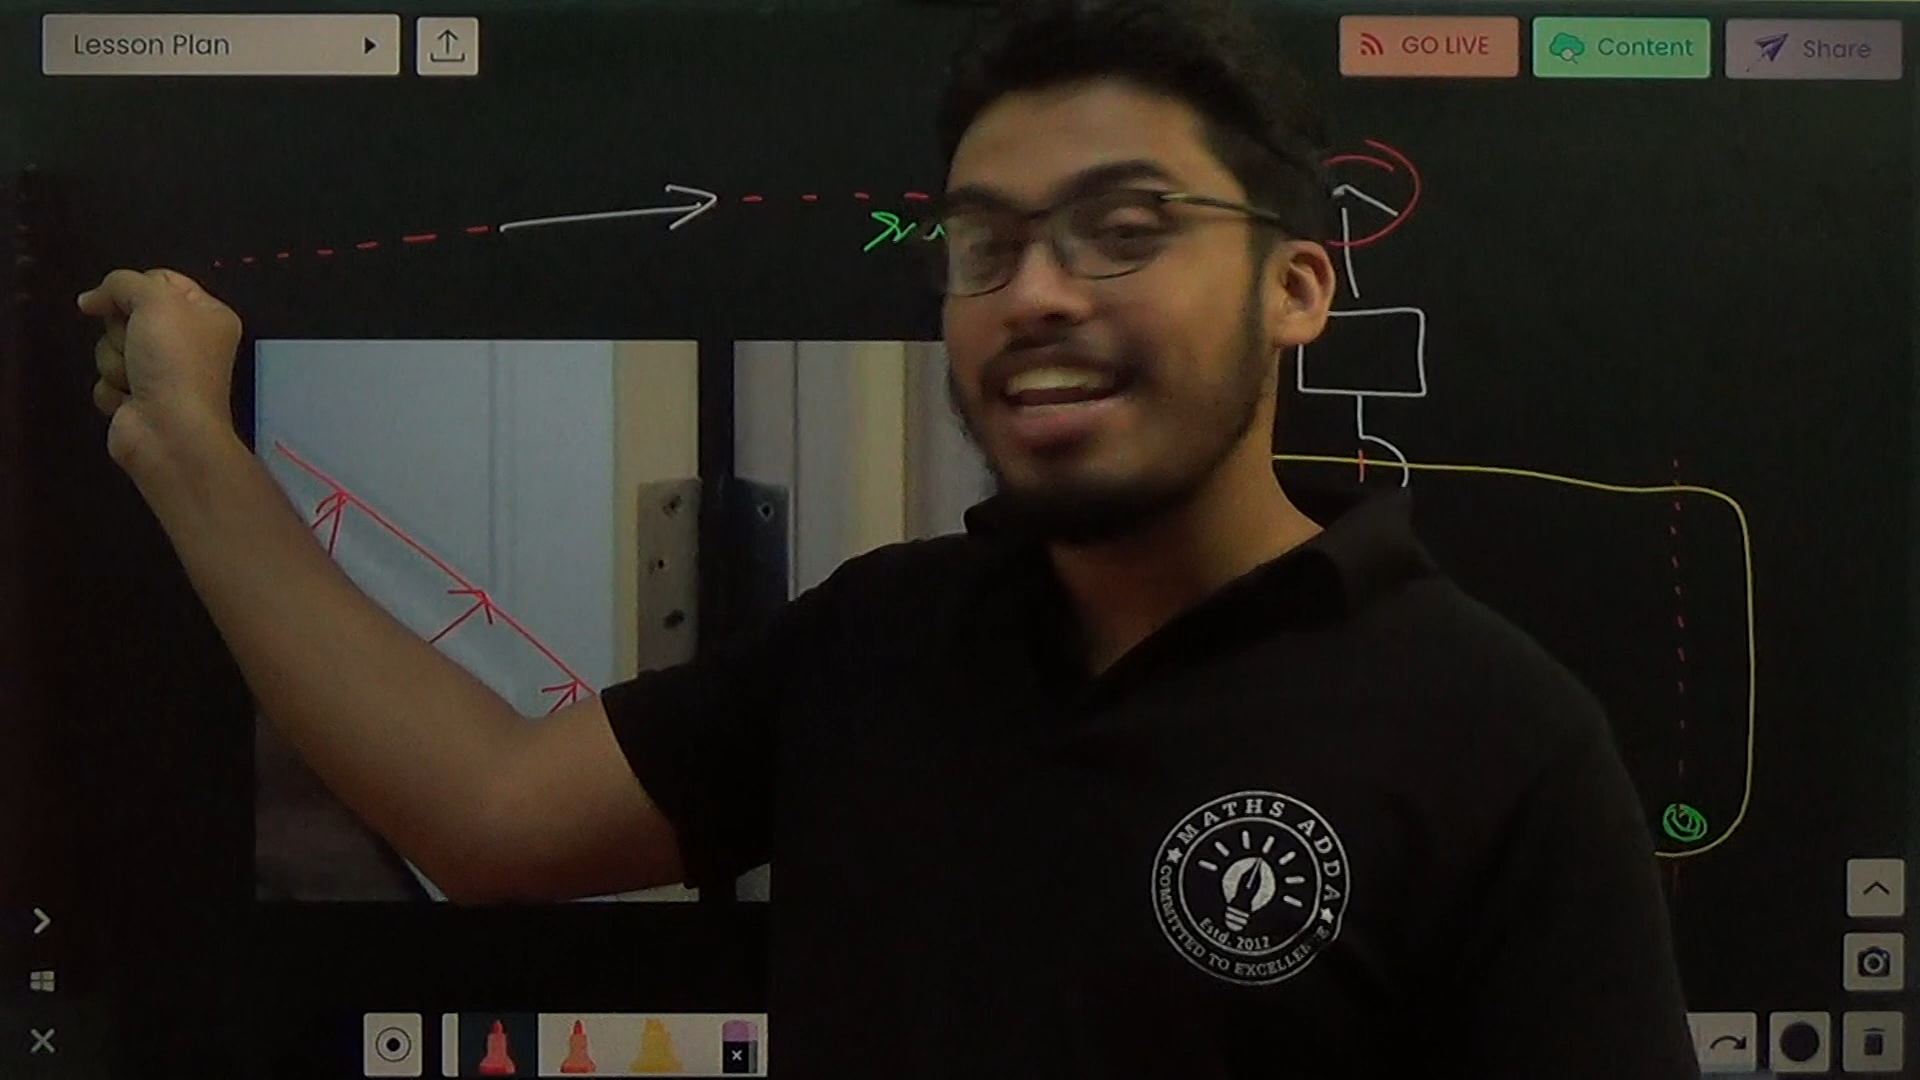 Lesson Plan
GO LIVE
Content
Share
MATHS ADDA
Estd. 2012
COMMITTED TO EXCELLENCE